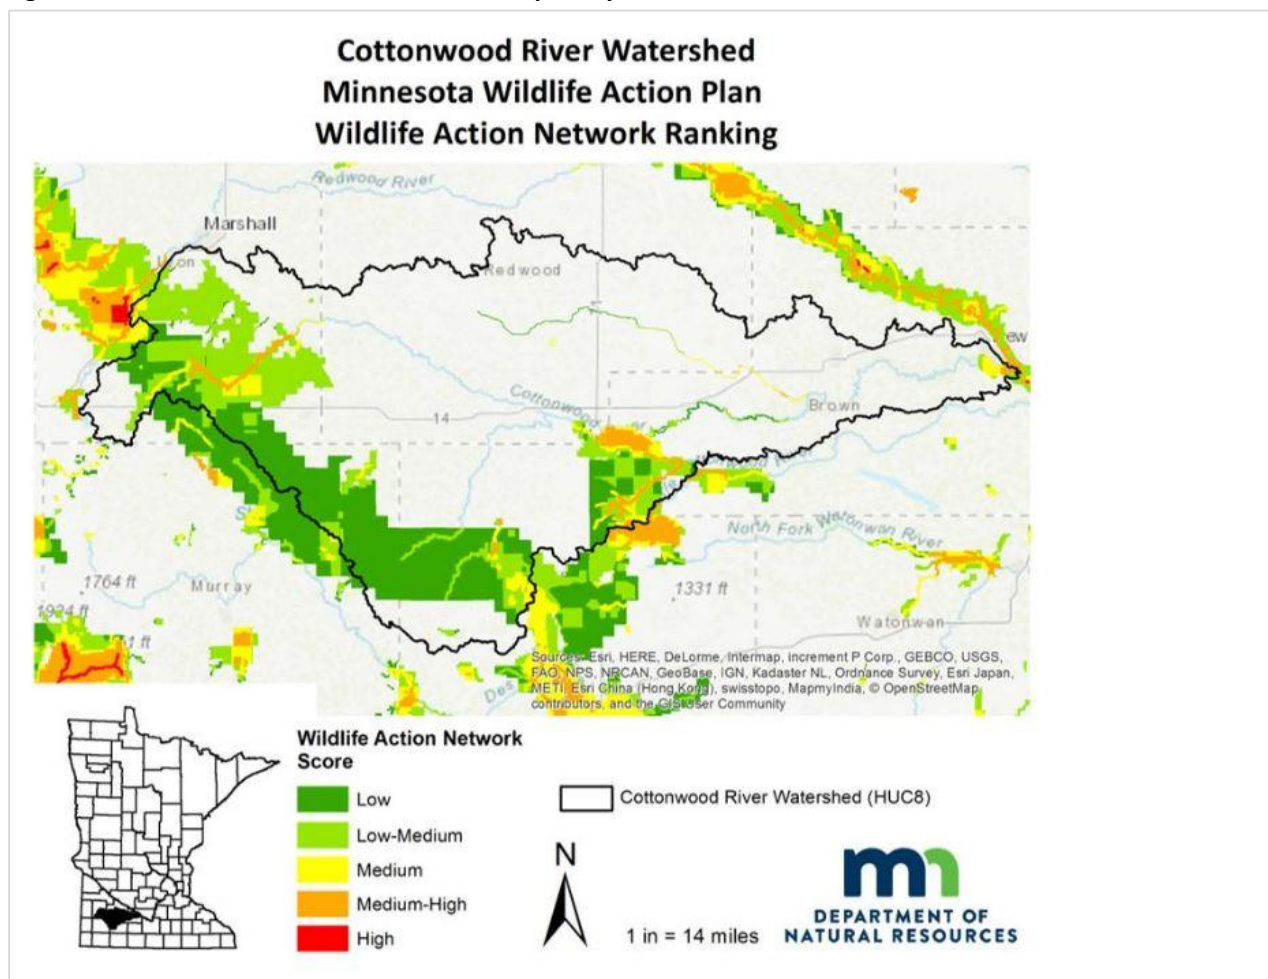 Cottonwood River Watershed
Minnesota Wildlife Action Plan
Wildlife Action Network Ranking
Redwood River
Marshall
Lyon
Redwood
Cottonwood
Brown
14
North Fork Watonwan River
1764 ft
Murray
1331 ft
1924 ft
Watonwan
Sources: Esri, HERE, DeLorme, Intermap, increment P Corp., GEBCO, USGS,
FAO, NPS, NRCAN, GeoBase, IGN, Kadaster NL, Ordnance Survey, Esri Japan,
METI, Esri China (Hong Kong), swisstopo, MapmyIndia, © OpenStreetMap
contributors, and the GIS User Community
Wildlife Action Network
Score
Low
Low-Medium
Medium
Medium-High
High
Cottonwood River Watershed (HUC8)
N
1 in = 14 miles
mn
DEPARTMENT OF
NATURAL RESOURCES